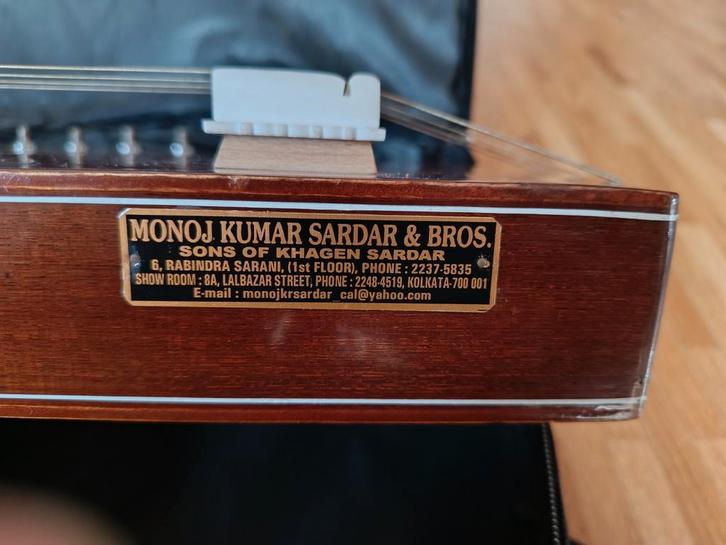 MONOJ KUMAR SARDAR & BROS.
SONS OF KHAGEN SARDAR
6, RABINDRA SARANI, (1st FLOOR), PHONE : 2237-5835
SHOW ROOM : 8A, LALBAZAR STREET, PHONE : 2248-4519, KOLKATA-700 001
E-mail : monojkrsardar_cal@yahoo.com